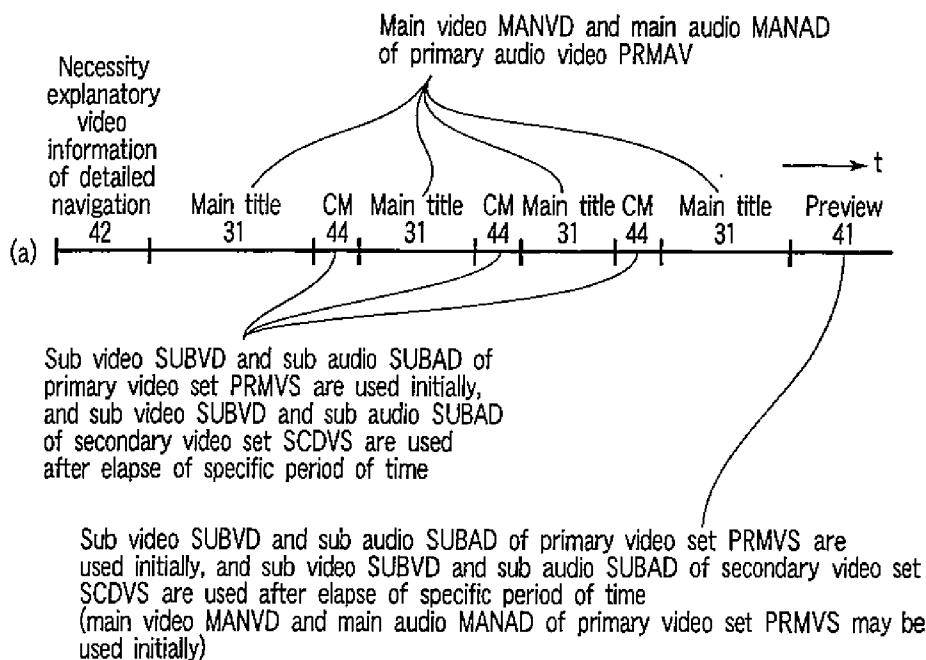 Main video MANVD and main audio MANAD
of primary audio video PRMAV
Necessity
explanatory
video
information
of detailed
navigation
t
Main title CM Main title CM Main title CM Main title Preview
(a) 42 31 44 31 44 31 44 31 41
Sub video SUBVD and sub audio SUBAD of
primary video set PRMVS are used initially,
and sub video SUBVD and sub audio SUBAD
of secondary video set SCDVS are used
after elapse of specific period of time
Sub video SUBVD and sub audio SUBAD of primary video set PRMVS are
used initially, and sub video SUBVD and sub audio SUBAD of secondary video set
SCDVS are used after elapse of specific period of time
(main video MANVD and main audio MANAD of primary video set PRMVS may be
used initially)